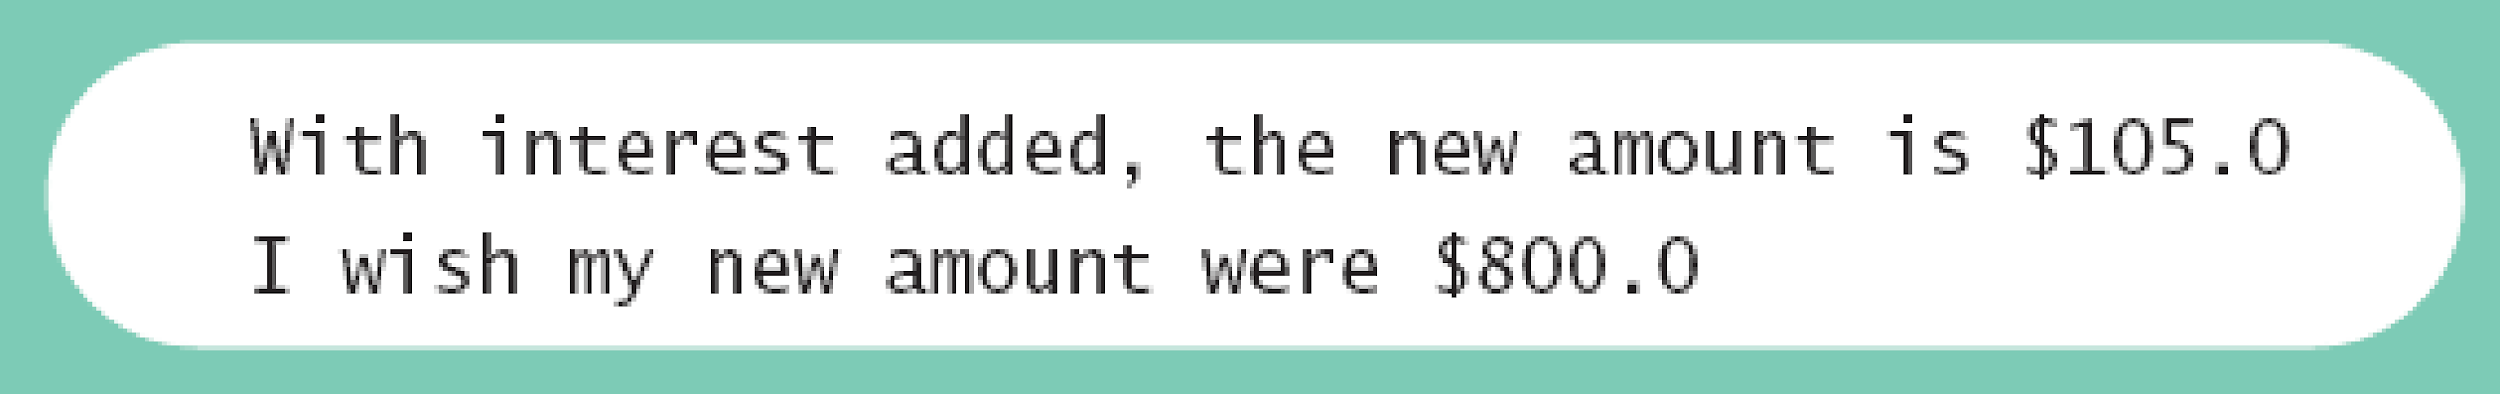 With interest added, the new amount is $105.0
I wish my new amount were $800.0